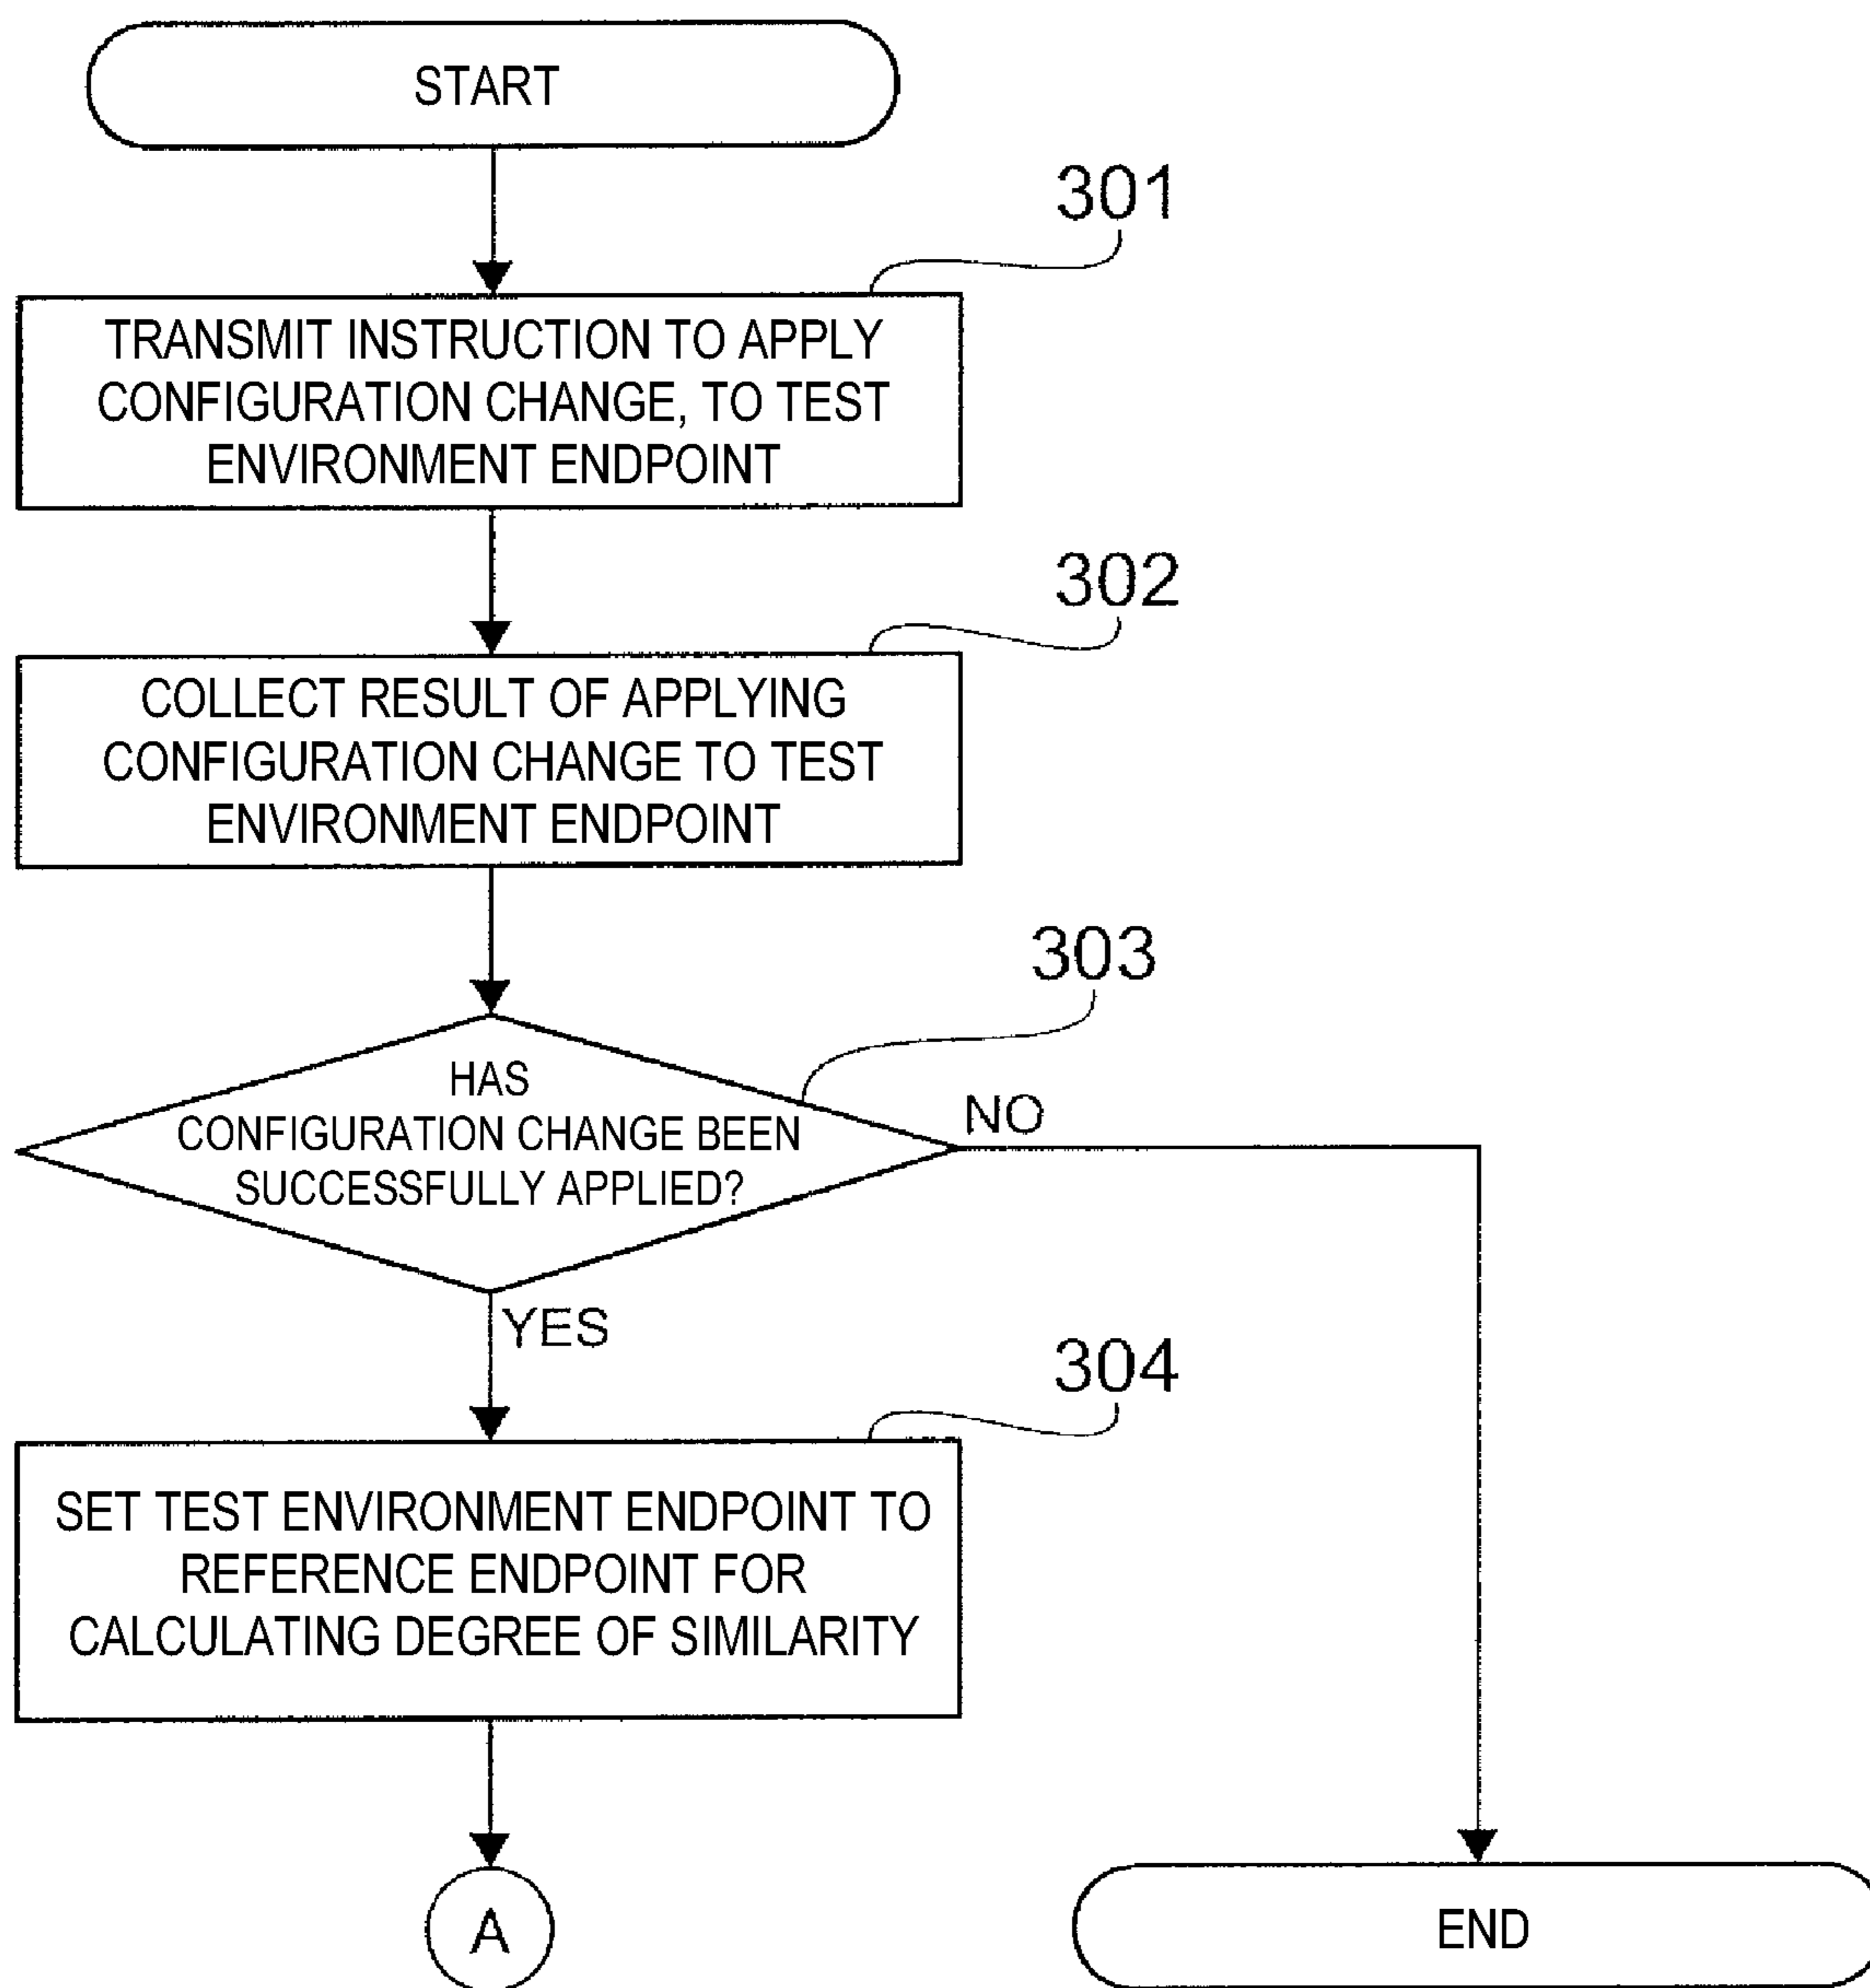 START
301
TRANSMIT INSTRUCTION TO APPLY
CONFIGURATION CHANGE, TO TEST
ENVIRONMENT ENDPOINT
302
COLLECT RESULT OF APPLYING
CONFIGURATION CHANGE TO TEST
ENVIRONMENT ENDPOINT
303
HAS
CONFIGURATION CHANGE BEEN
SUCCESSFULLY APPLIED?
NO
YES
304
SET TEST ENVIRONMENT ENDPOINT TO
REFERENCE ENDPOINT FOR
CALCULATING DEGREE OF SIMILARITY
A
END